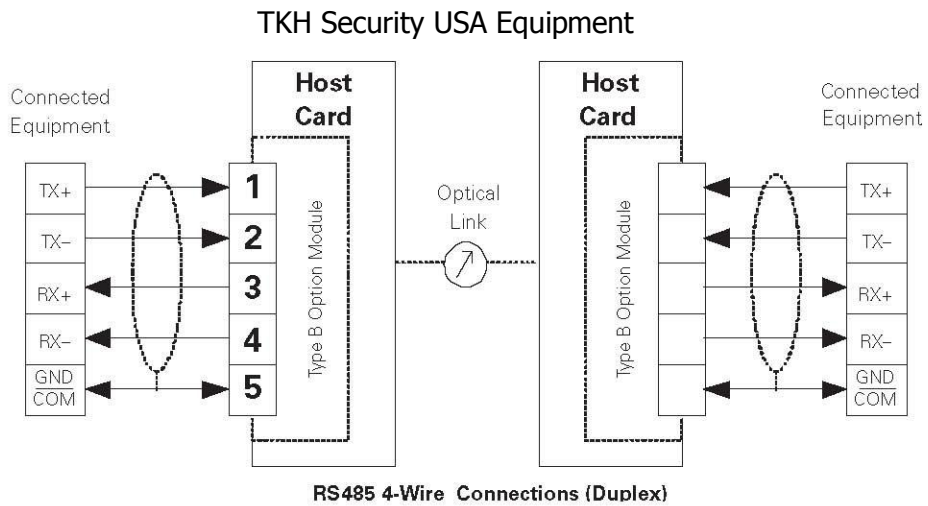 TKH Security USA Equipment
Connected
Equipment
Host
Card
Host
Card
Connected
Equipment
TX+
TX–
RX+
RX–
GND
COM
1
2
3
4
5
Type B Option Module
Optical
Link
Type B Option Module
TX+
TX–
RX+
RX–
GND
COM
RS485 4-Wire Connections (Duplex)